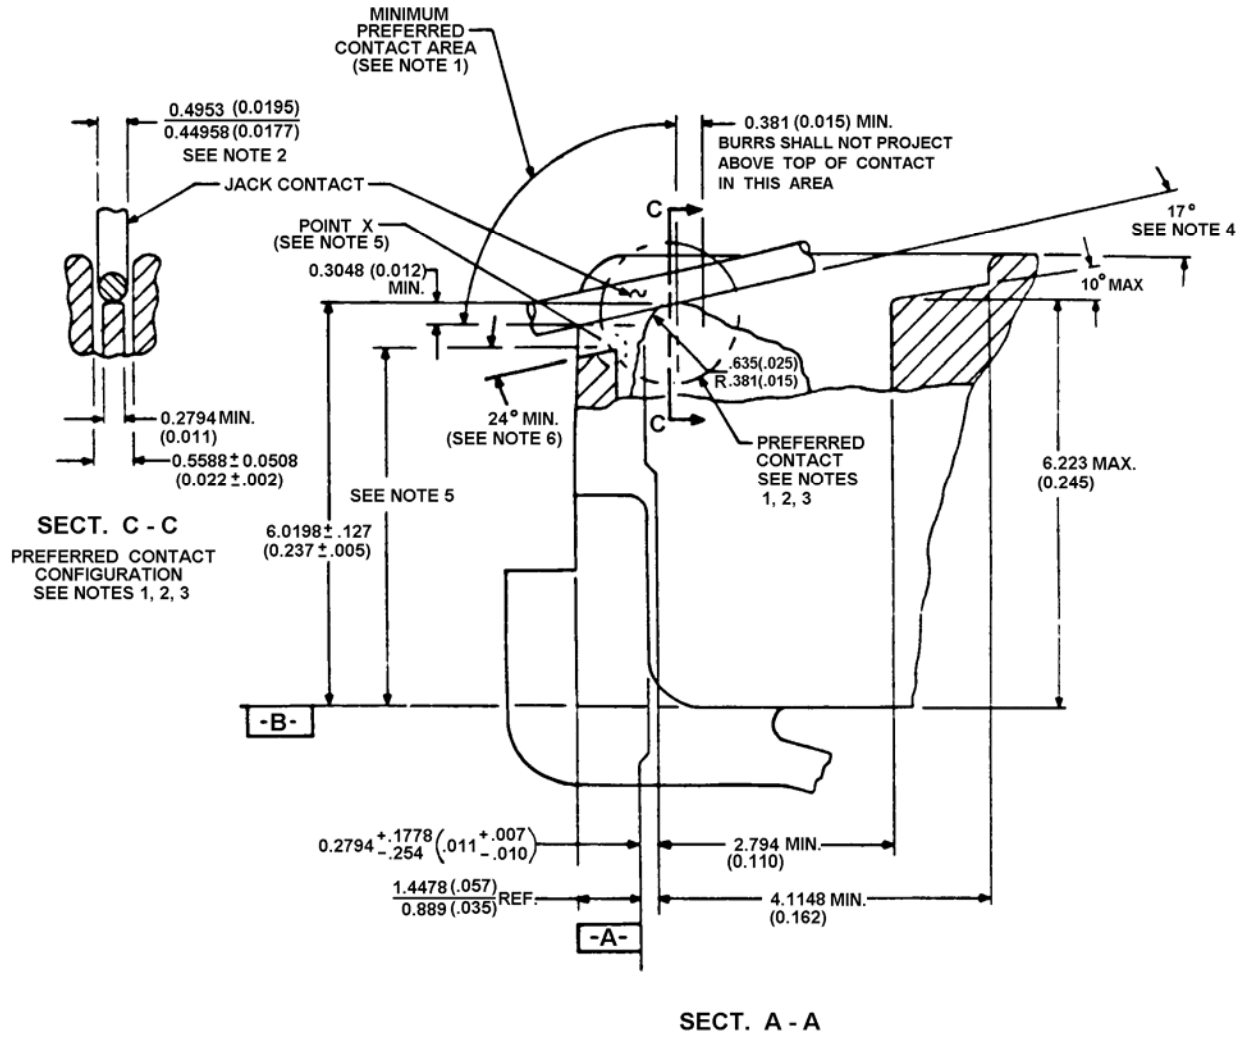 MINIMUM
PREFERRED
CONTACT AREA
(SEE NOTE 1)
0.4953 (0.0195)
0.44958 (0.0177)
SEE NOTE 2
JACK CONTACT
POINT X
(SEE NOTE 5)
0.3048 (0.012)
MIN.
0.381 (0.015) MIN.
BURRS SHALL NOT PROJECT
ABOVE TOP OF CONTACT
IN THIS AREA
C
17°
SEE NOTE 4
10° MAX
.635(.025)
R.381(.015)
C
24° MIN.
(SEE NOTE 6)
PREFERRED
CONTACT
SEE NOTES
1, 2, 3
6.223 MAX.
(0.245)
0.2794 MIN.
(0.011)
0.5588 ± 0.0508
(0.022 ± .002)
SEE NOTE 5
6.0198 ± .127
(0.237 ± .005)
SECT. C - C
PREFERRED CONTACT
CONFIGURATION
SEE NOTES 1, 2, 3
-B-
0.2794 +.1778 -.254 (.011 +.007 -.010)
2.794 MIN.
(0.110)
1.4478 (.057)
0.889 (.035) REF.
4.1148 MIN.
(0.162)
-A-
SECT. A - A